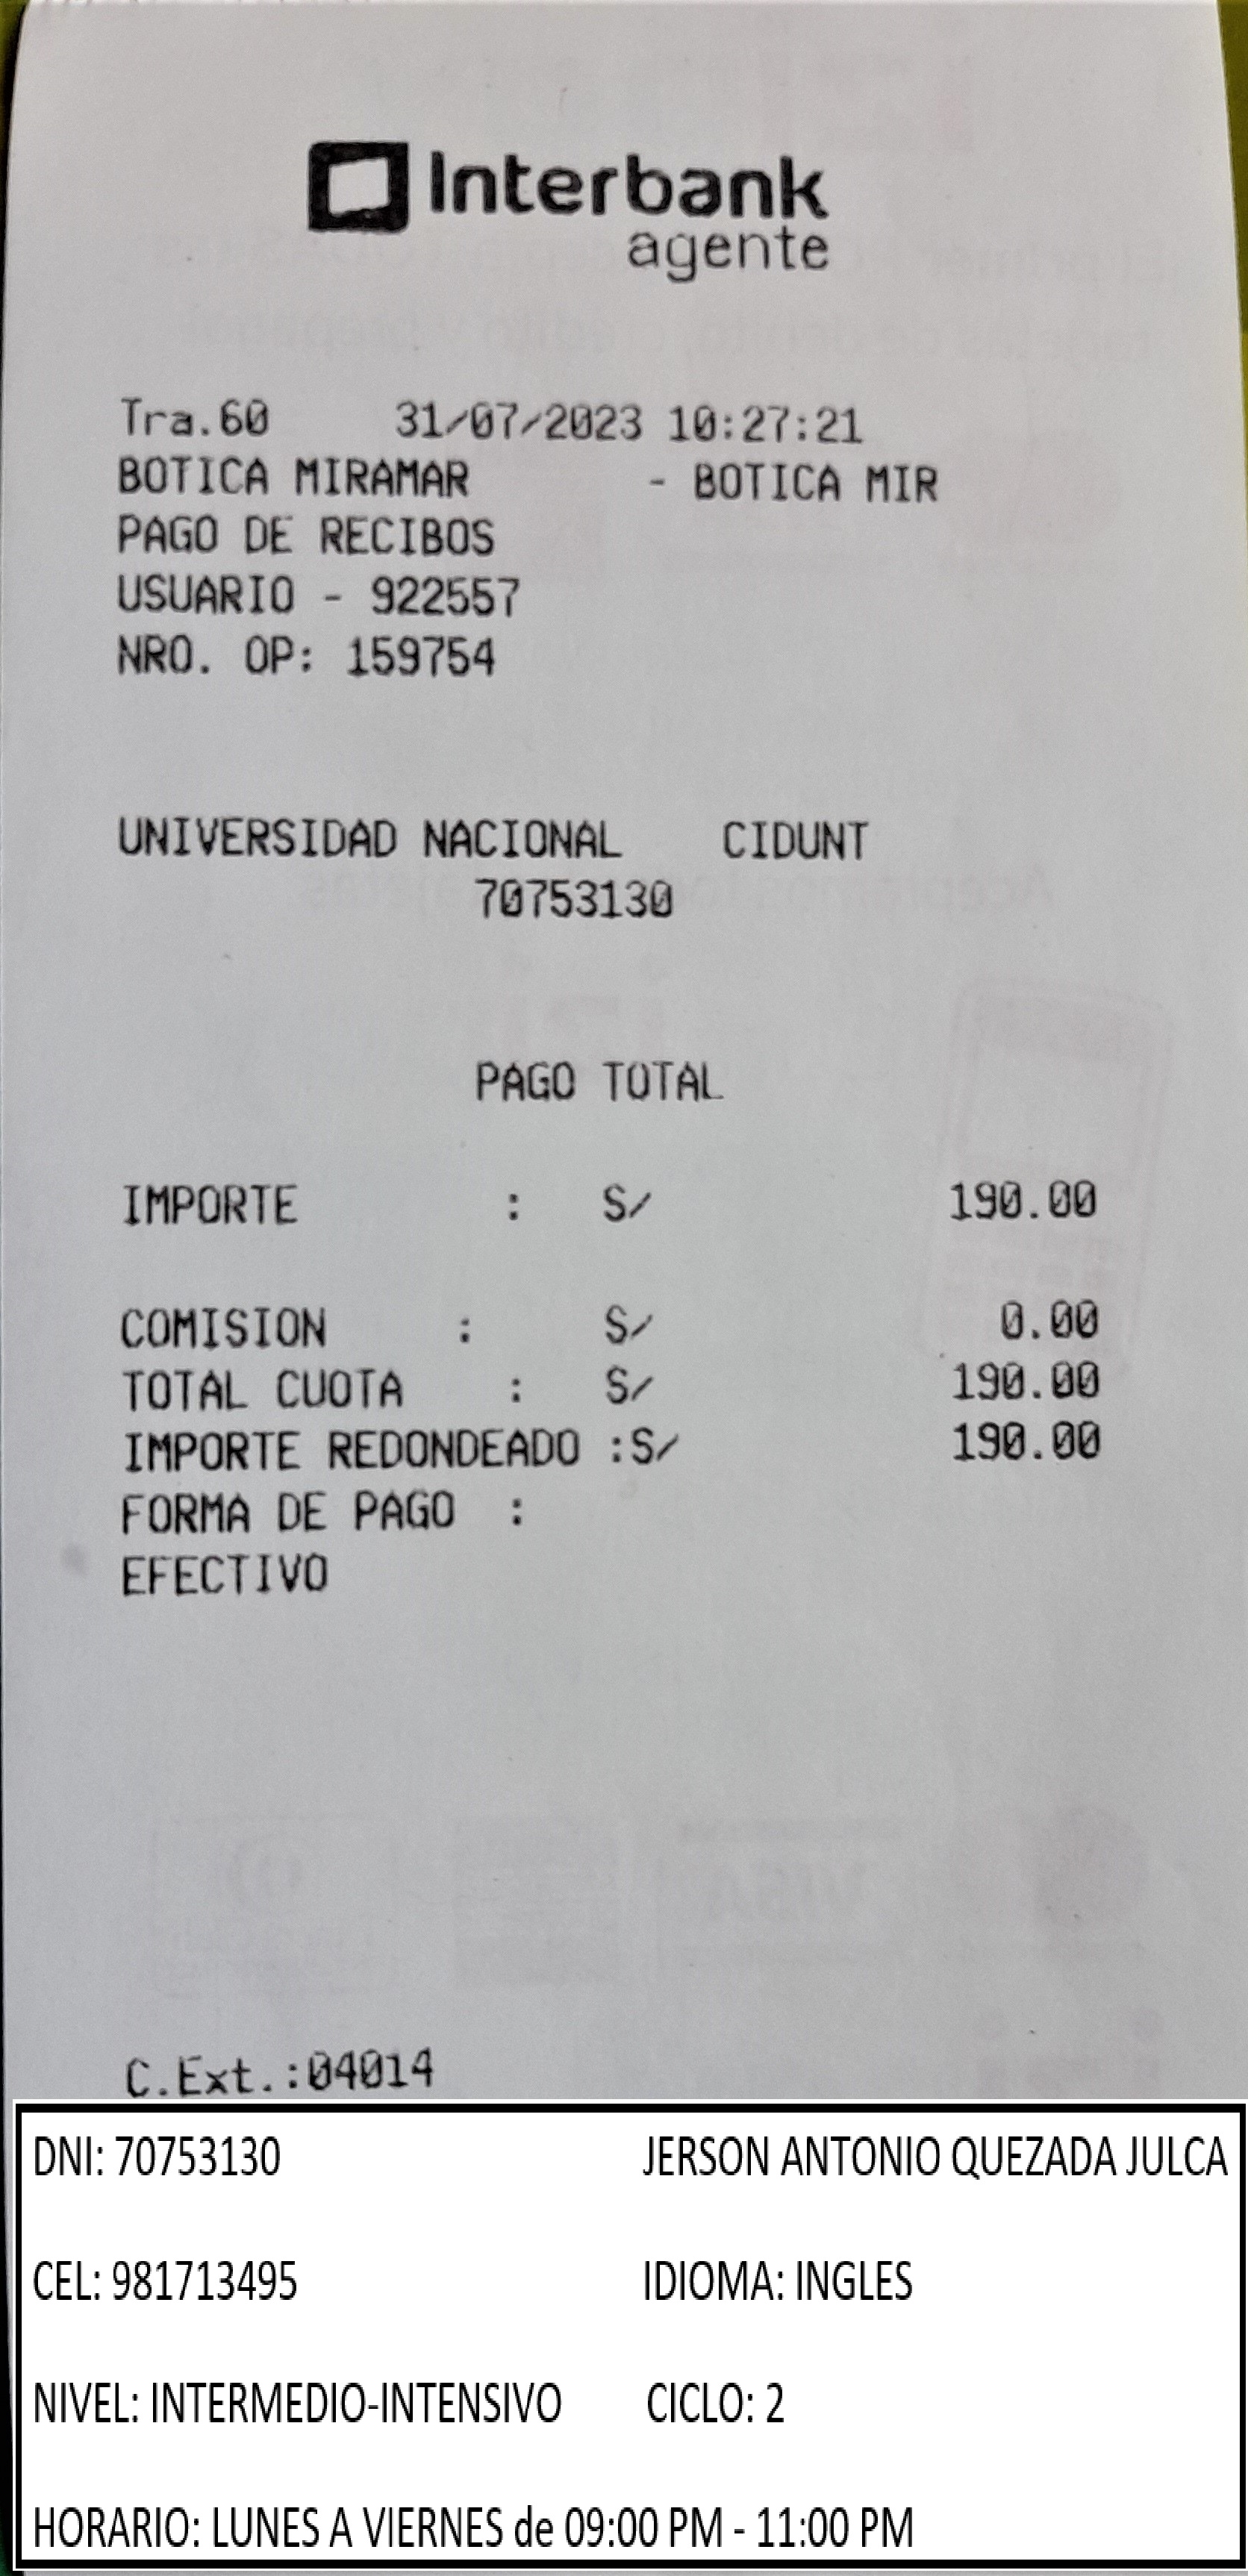 Interbank
agente
Tra.60 31/07/2023 10:27:21
BOTICA MIRAMAR - BOTICA MIR
PAGO DE RECIBOS
USUARIO - 922557
NRO. OP: 159754
UNIVERSIDAD NACIONAL CIDUNT
70753130
PAGO TOTAL
IMPORTE : S/ 190.00
COMISION : S/ 0.00
TOTAL CUOTA : S/ 190.00
IMPORTE REDONDEADO :S/ 190.00
FORMA DE PAGO :
EFECTIVO
C.Ext.:04014
DNI: 70753130 JERSON ANTONIO QUEZADA JULCA
CEL: 981713495 IDIOMA: INGLES
NIVEL: INTERMEDIO-INTENSIVO CICLO: 2
HORARIO: LUNES A VIERNES de 09:00 PM - 11:00 PM